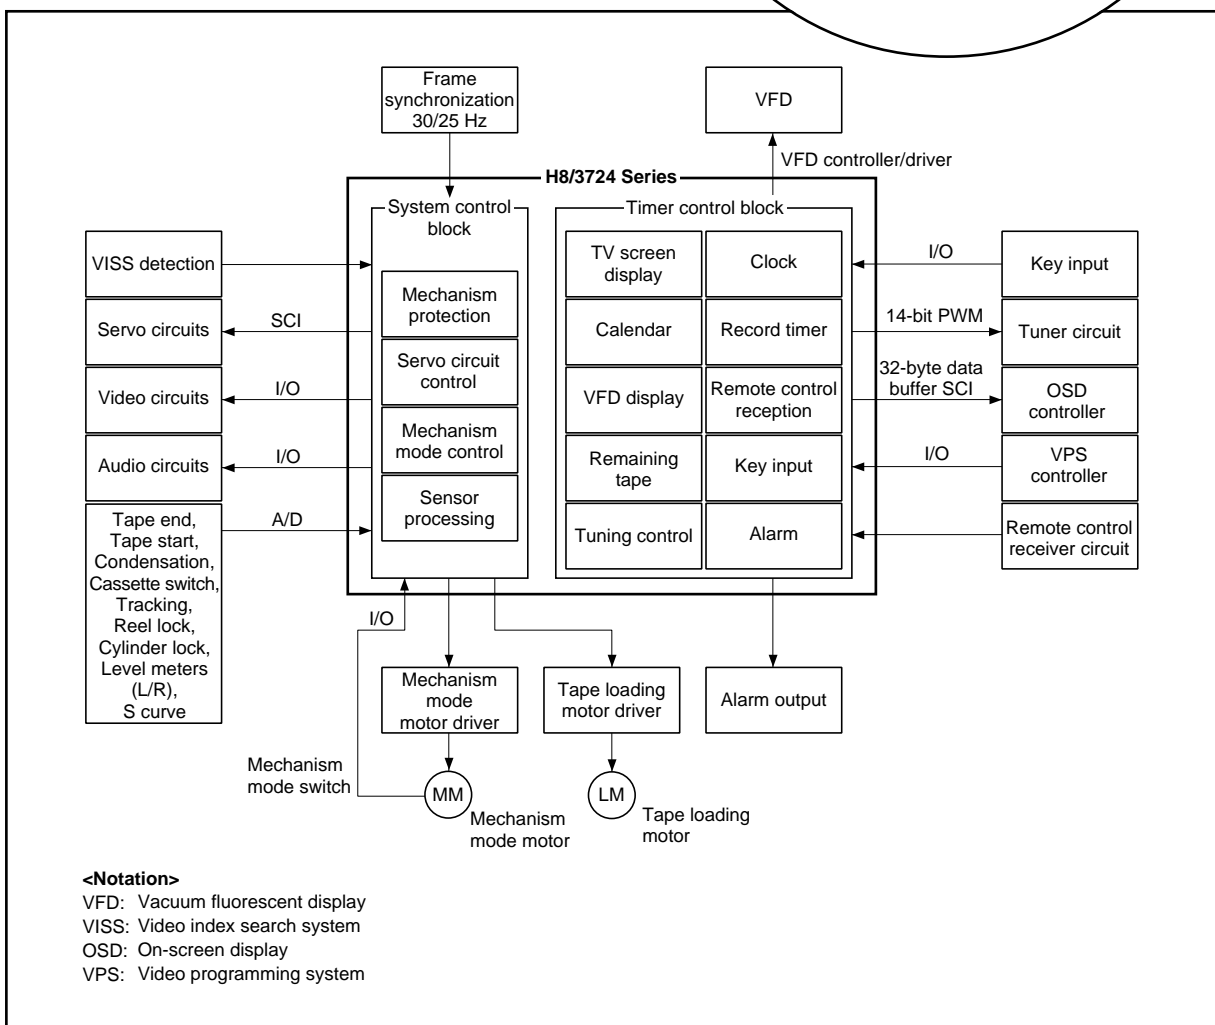 Frame
synchronization
30/25 Hz
VFD
VFD controller/driver
H8/3724 Series
System control
block
Timer control block
VISS detection
Servo circuits
Video circuits
Audio circuits
Tape end,
Tape start,
Condensation,
Cassette switch,
Tracking,
Reel lock,
Cylinder lock,
Level meters
(L/R),
S curve
SCI
I/O
I/O
A/D
Mechanism
protection
Servo circuit
control
Mechanism
mode control
Sensor
processing
TV screen
display
Clock
Calendar
Record timer
VFD display
Remote control
reception
Remaining
tape
Key input
Tuning control
Alarm
I/O
14-bit PWM
32-byte data
buffer SCI
I/O
Key input
Tuner circuit
OSD
controller
VPS
controller
Remote control
receiver circuit
I/O
Mechanism
mode
motor driver
Tape loading
motor driver
Alarm output
Mechanism
mode switch
MM
Mechanism
mode motor
LM
Tape loading
motor
<Notation>
VFD: Vacuum fluorescent display
VISS: Video index search system
OSD: On-screen display
VPS: Video programming system